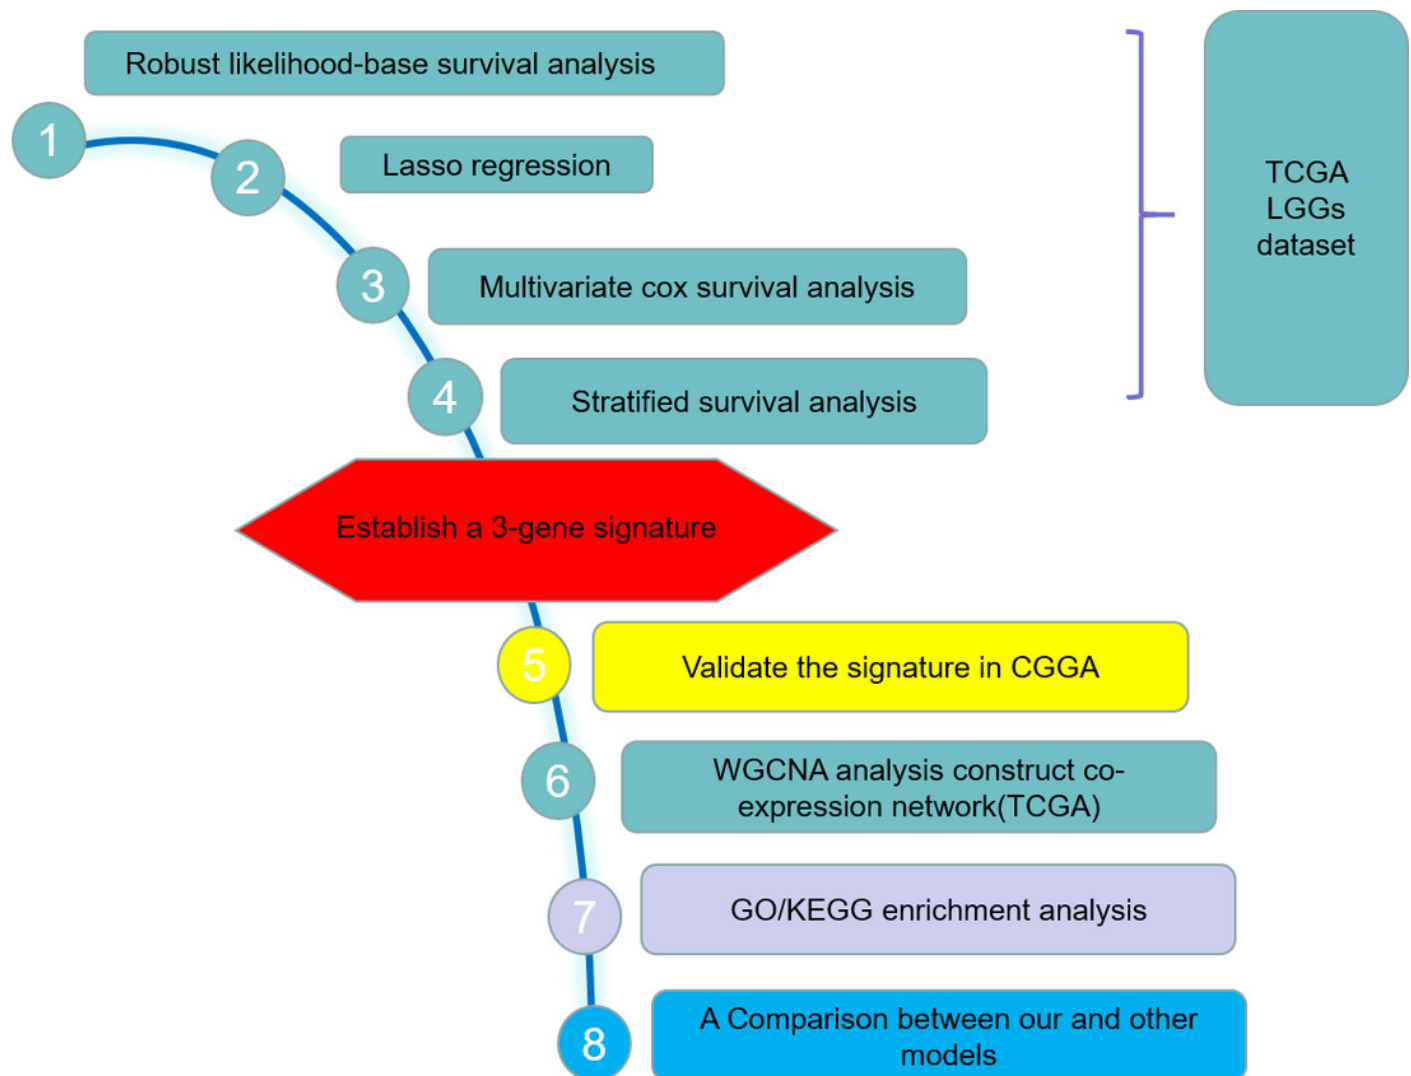 Robust likelihood-base survival analysis
1
2
Lasso regression
3
Multivariate cox survival analysis
4
Stratified survival analysis
TCGA
LGGs
dataset
Establish a 3-gene signature
5
Validate the signature in CGGA
6
WGCNA analysis construct co-
expression network(TCGA)
7
GO/KEGG enrichment analysis
8
A Comparison between our and other
models